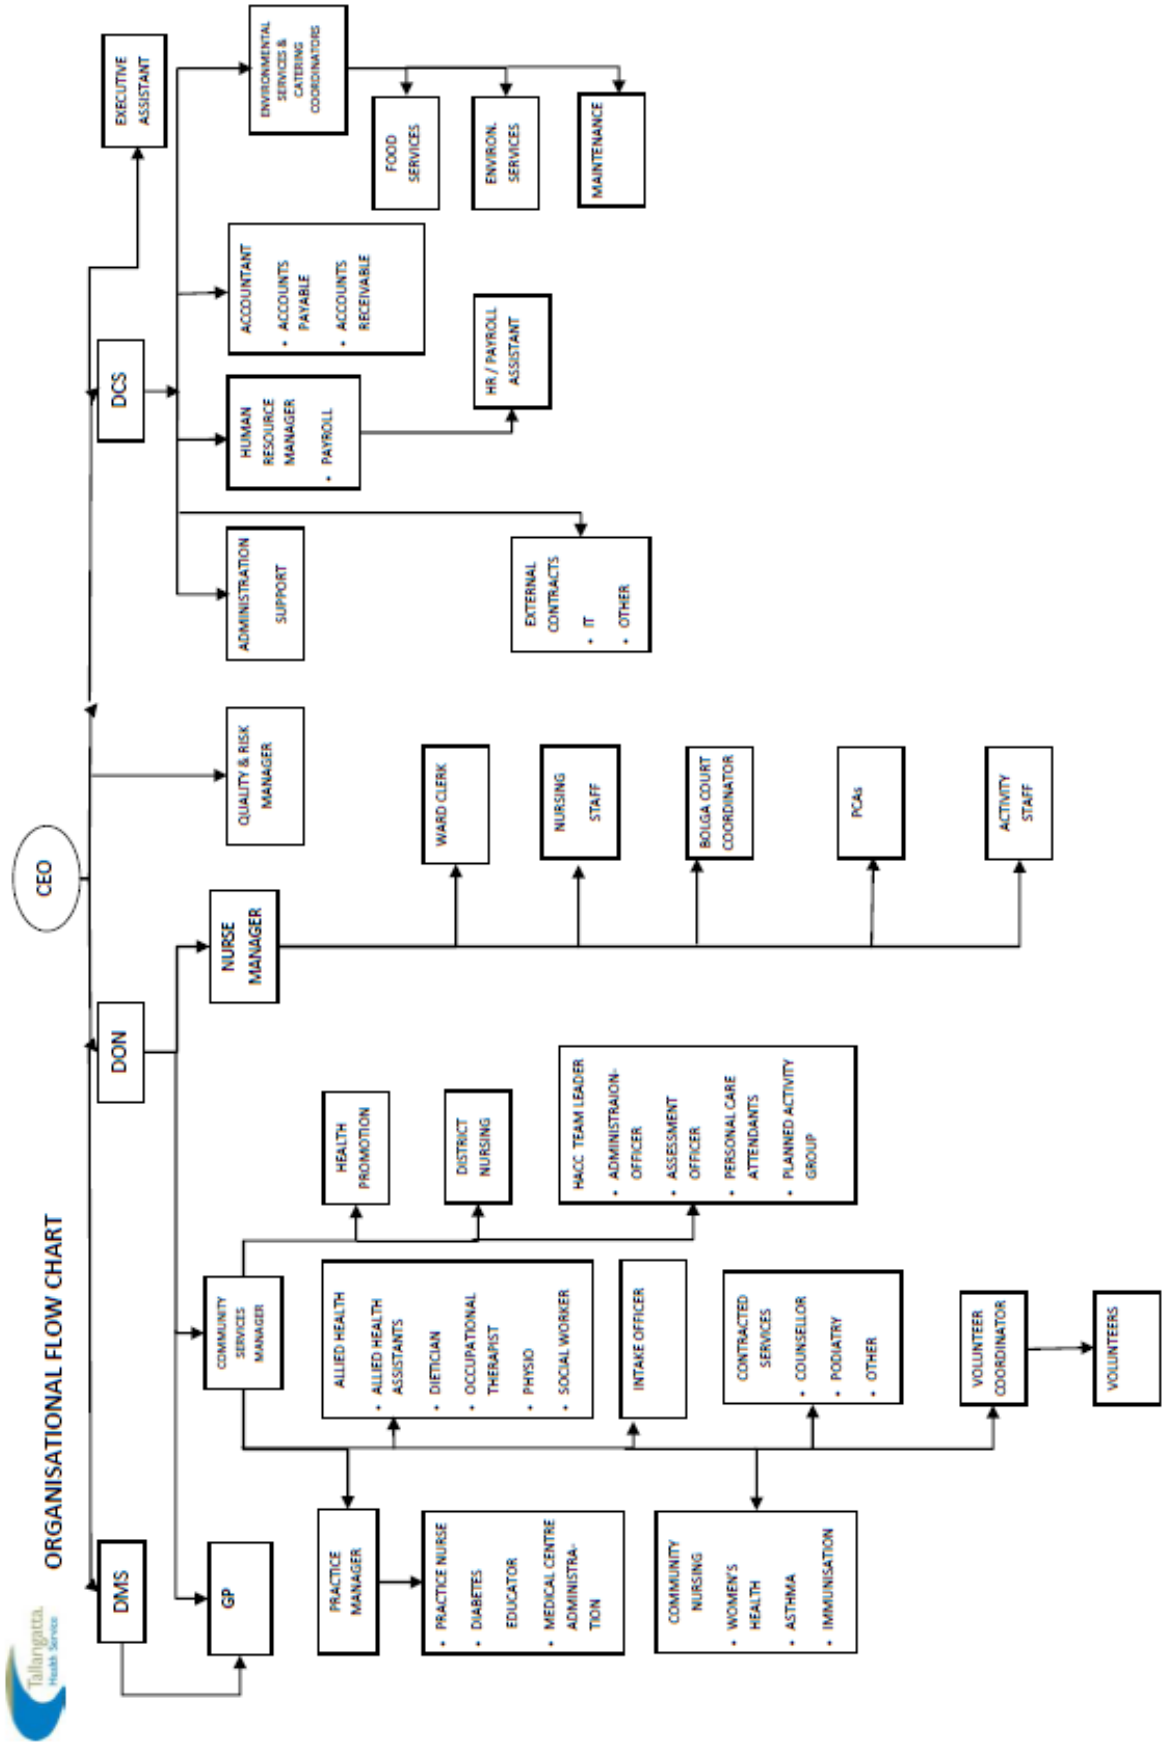 Tallangatta.
Health Service
ORGANISATIONAL FLOW CHART
CEO
DMS
DON
DCS
EXECUTIVE
ASSISTANT
GP
COMMUNITY
SERVICES
MANAGER
NURSE
MANAGER
QUALITY & RISK
MANAGER
ADMINISTRATION
SUPPORT
HUMAN
RESOURCE
MANAGER
• PAYROLL
ACCOUNTANT
• ACCOUNTS
PAYABLE
• ACCOUNTS
RECEIVABLE
ENVIRONMENTAL
SERVICES &
CATERING
COORDINATORS
PRACTICE
MANAGER
ALLIED HEALTH
• ALLIED HEALTH
ASSISTANTS
• DIETICIAN
• OCCUPATIONAL
THERAPIST
• PHYSIO
• SOCIAL WORKER
HEALTH
PROMOTION
DISTRICT
NURSING
WARD CLERK
HR / PAYROLL
ASSISTANT
FOOD
SERVICES
ENVIRON.
SERVICES
MAINTENANCE
• PRACTICE NURSE
• DIABETES
EDUCATOR
• MEDICAL CENTRE
ADMINISTRA-
TION
HACC TEAM LEADER
• ADMINISTRAION-
OFFICER
• ASSESSMENT
OFFICER
• PERSONAL CARE
ATTENDANTS
• PLANNED ACTIVITY
GROUP
NURSING
STAFF
EXTERNAL
CONTRACTS
• IT
• OTHER
INTAKE OFFICER
COMMUNITY
NURSING
• WOMEN'S
HEALTH
• ASTHMA
• IMMUNISATION
CONTRACTED
SERVICES
• COUNSELLOR
• PODIATRY
• OTHER
BOLGA COURT
COORDINATOR
PCAs
VOLUNTEER
COORDINATOR
ACTIVITY
STAFF
VOLUNTEERS